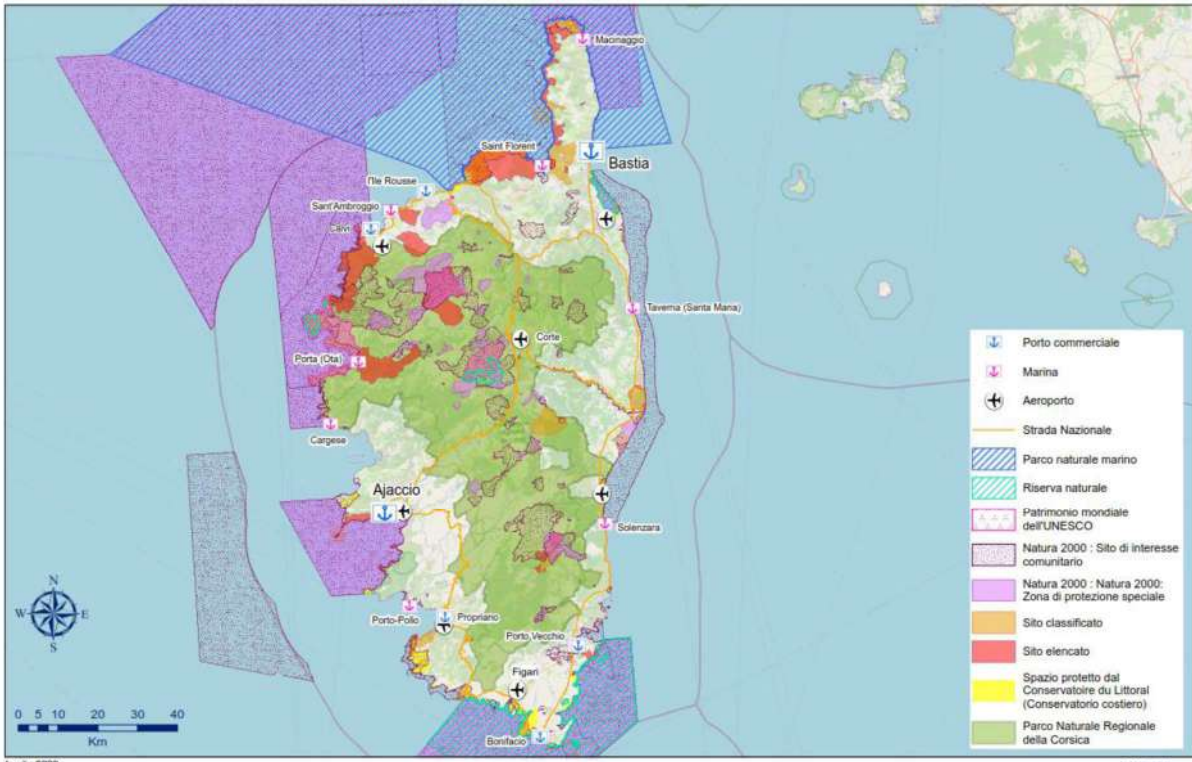 Macinaggio
Saint Florent
Bastia
l'Ile Rousse
Sant'Ambroggio
Calvi
Taverna (Santa Maria)
Corte
Porta (Ota)
Cargese
Ajaccio
Solenzara
Porto-Pollo
Propriano
Porto Vecchio
Figari
Bonifacio
N
W
E
S
0 5 10 20 30 40
Km
Porto commerciale
Marina
Aeroporto
Strada Nazionale
Parco naturale marino
Riserva naturale
Patrimonio mondiale
dell'UNESCO
Natura 2000 : Sito di interesse
comunitario
Natura 2000 : Natura 2000:
Zona di protezione speciale
Sito classificato
Sito elencato
Spazio protetto dal
Conservatoire du Littoral
(Conservatorio costiero)
Parco Naturale Regionale
della Corsica